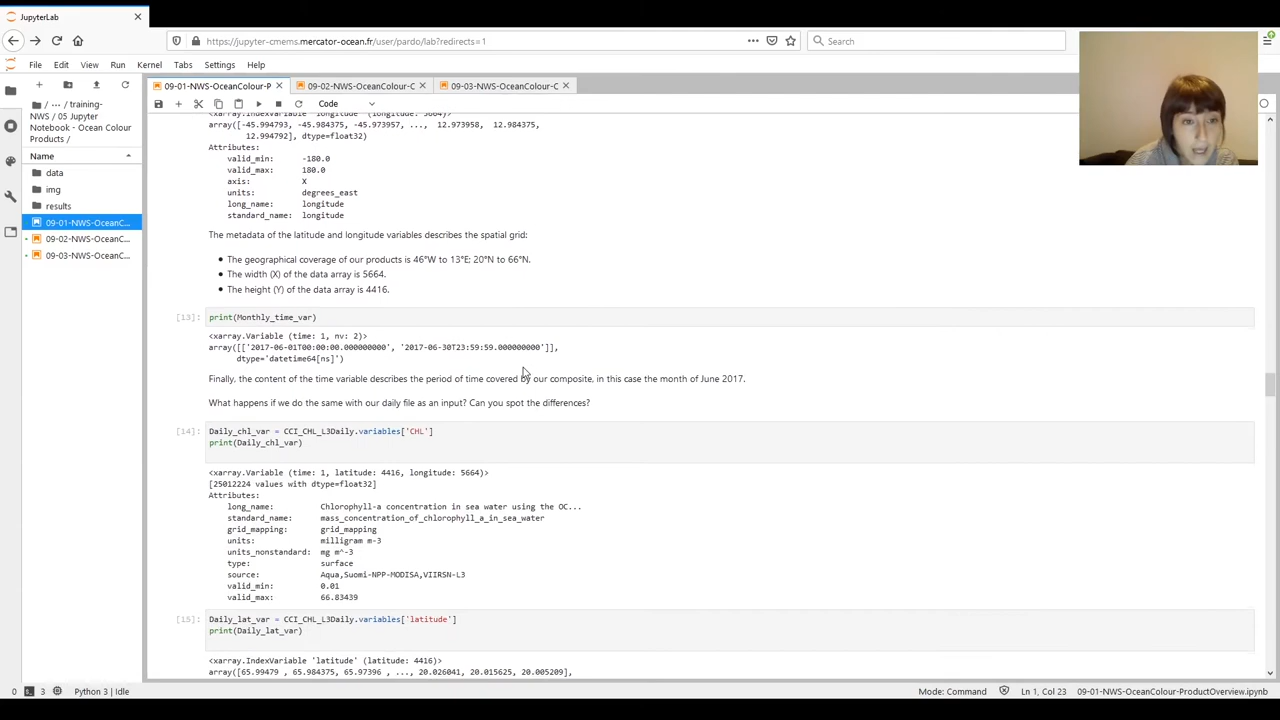 JupyterLab
https://jupyter-cmems.mercator-ocean.fr/user/pardo/lab?redirects=1
Search
File Edit View Run Kernel Tabs Settings Help
09-01-NWS-OceanColour-P
09-02-NWS-OceanColour-C
09-03-NWS-OceanColour-C
Code
/ ··· / training-
NWS / 05 Jupyter
Notebook - Ocean Colour
Products /
Name
data
img
results
09-01-NWS-OceanC...
09-02-NWS-OceanC...
09-03-NWS-OceanC...
<xarray.IndexVariable 'longitude' (longitude: 5664)>
array([-45.994793, -45.984375, -45.973957, ..., 12.973958, 12.984375,
12.994792], dtype=float32)
Attributes:
valid_min: -180.0
valid_max: 180.0
axis: X
units: degrees_east
long_name: longitude
standard_name: longitude
The metadata of the latitude and longitude variables describes the spatial grid:
• The geographical coverage of our products is 46°W to 13°E; 20°N to 66°N.
• The width (X) of the data array is 5664.
• The height (Y) of the data array is 4416.
[13]: print(Monthly_time_var)
<xarray.Variable (time: 1, nv: 2)>
array([['2017-06-01T00:00:00.000000000', '2017-06-30T23:59:59.000000000']],
dtype='datetime64[ns]')
Finally, the content of the time variable describes the period of time covered by our composite, in this case the month of June 2017.
What happens if we do the same with our daily file as an input? Can you spot the differences?
[14]: Daily_chl_var = CCI_CHL_L3Daily.variables['CHL']
print(Daily_chl_var)
<xarray.Variable (time: 1, latitude: 4416, longitude: 5664)>
[25012224 values with dtype=float32]
Attributes:
long_name: Chlorophyll-a concentration in sea water using the OC...
standard_name: mass_concentration_of_chlorophyll_a_in_sea_water
grid_mapping: grid_mapping
units: milligram m-3
units_nonstandard: mg m^-3
type: surface
source: Aqua,Suomi-NPP-MODISA,VIIRSN-L3
valid_min: 0.01
valid_max: 66.83439
[15]: Daily_lat_var = CCI_CHL_L3Daily.variables['latitude']
print(Daily_lat_var)
<xarray.IndexVariable 'latitude' (latitude: 4416)>
array([65.99479 , 65.984375, 65.97396 , ..., 20.026041, 20.015625, 20.005209],
0 3 Python 3 | Idle
Mode: Command Ln 1, Col 23 09-01-NWS-OceanColour-ProductOverview.ipynb